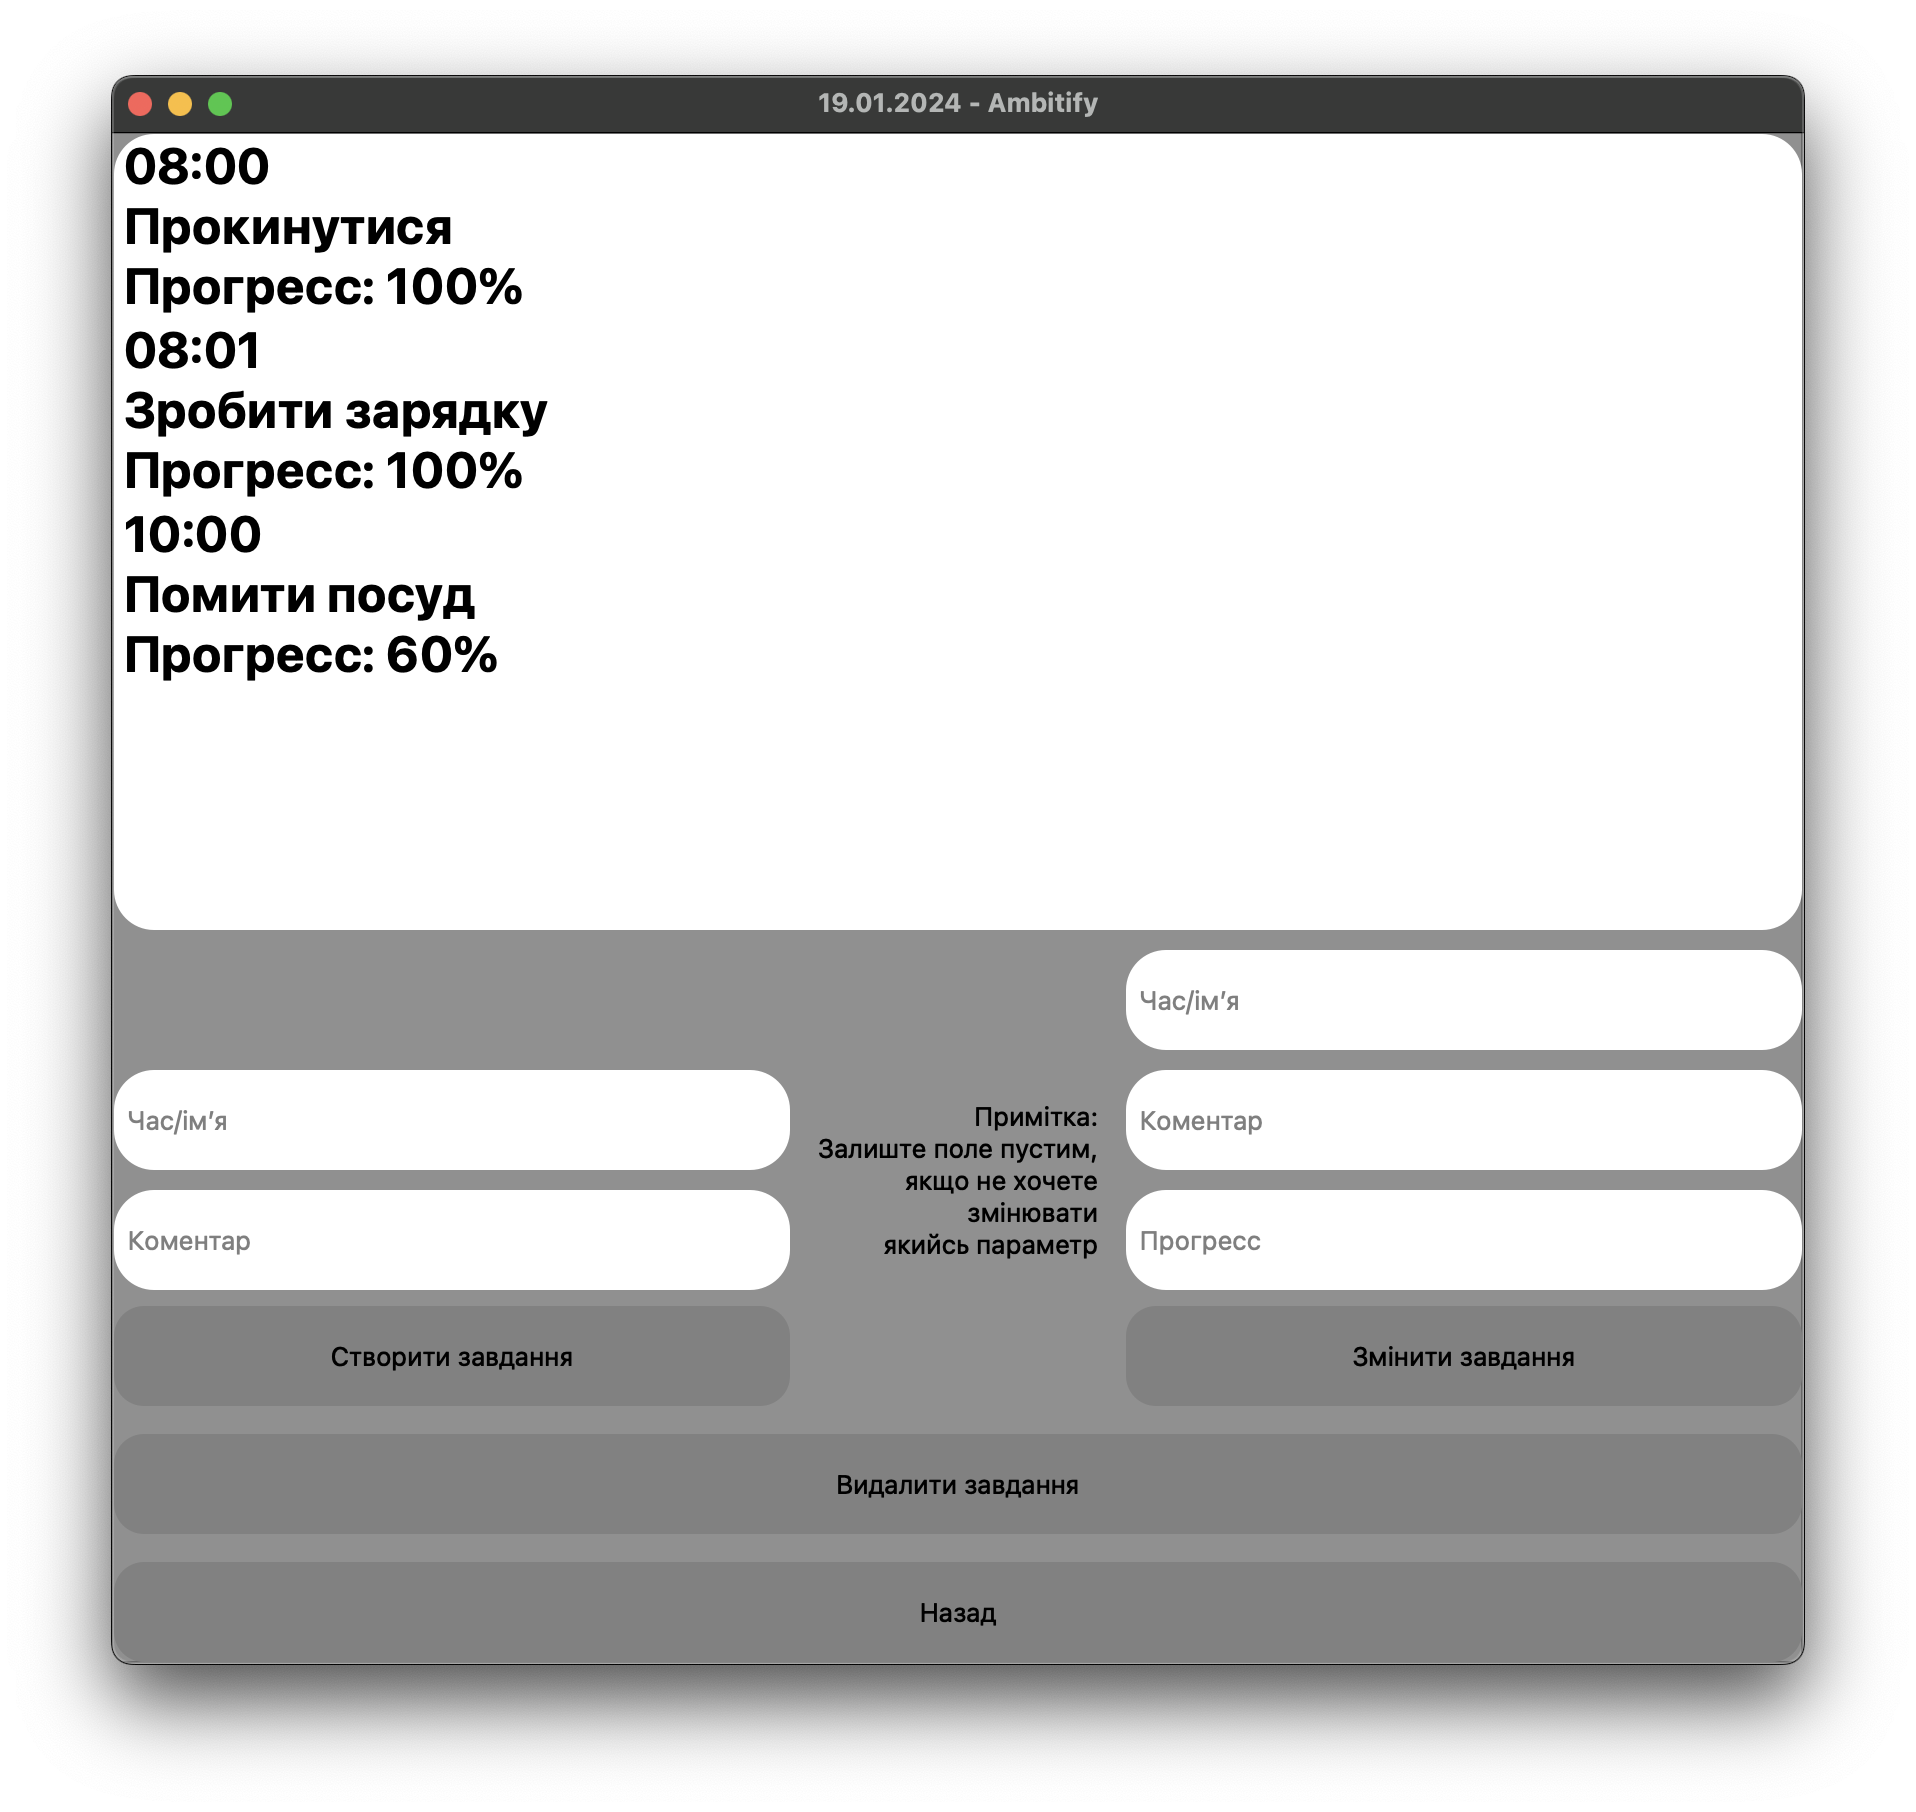 19.01.2024 - Ambitify
08:00
Прокинутися
Прогресс: 100%
08:01
Зробити зарядку
Прогресс: 100%
10:00
Помити посуд
Прогресс: 60%
Час/ім’я
Коментар
Створити завдання
Примітка:
Залиште поле пустим,
якщо не хочете
змінювати
якийсь параметр
Час/ім’я
Коментар
Прогресс
Змінити завдання
Видалити завдання
Назад